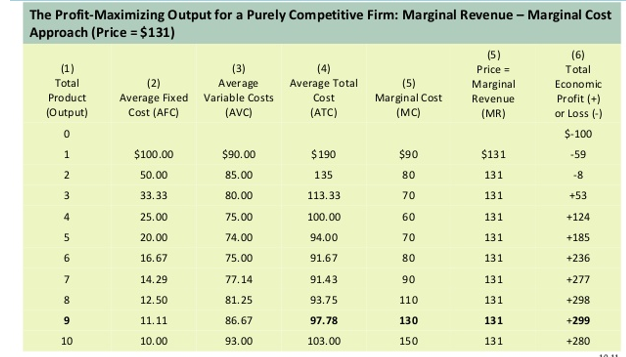 The Profit-Maximizing Output for a Purely Competitive Firm: Marginal Revenue – Marginal Cost
Approach (Price = $131)
(1) Total Product (Output) (2) Average Fixed Cost (AFC) (3) Average Variable Costs (AVC) (4) Average Total Cost (ATC) (5) Marginal Cost (MC) (5) Price = Marginal Revenue (MR) (6) Total Economic Profit (+) or Loss (-)
0 $-100
1 $100.00 $90.00 $190 $90 $131 -59
2 50.00 85.00 135 80 131 -8
3 33.33 80.00 113.33 70 131 +53
4 25.00 75.00 100.00 60 131 +124
5 20.00 74.00 94.00 70 131 +185
6 16.67 75.00 91.67 80 131 +236
7 14.29 77.14 91.43 90 131 +277
8 12.50 81.25 93.75 110 131 +298
9 11.11 86.67 97.78 130 131 +299
10 10.00 93.00 103.00 150 131 +280